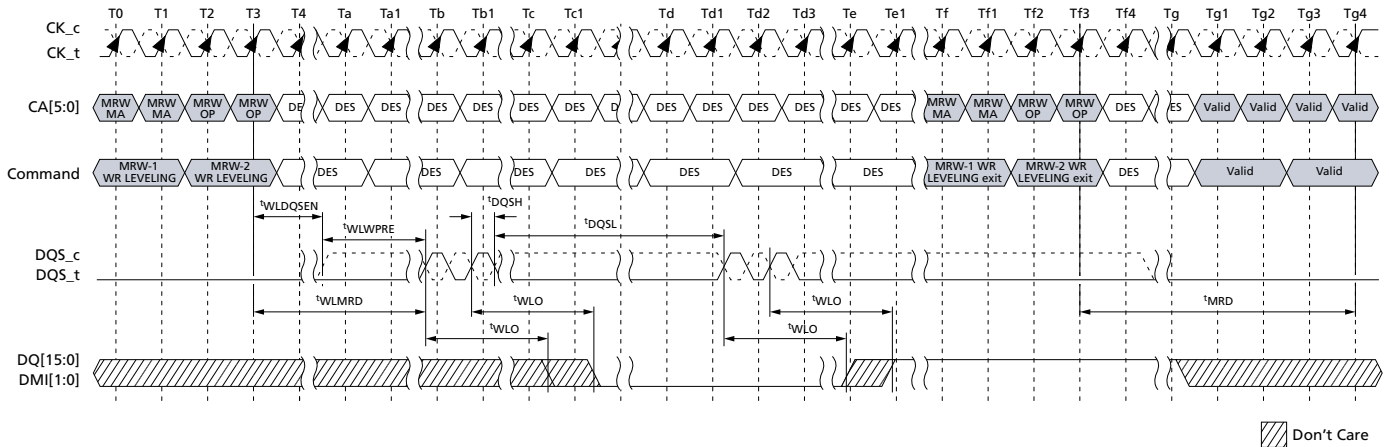 T0 T1 T2 T3 T4 Ta Ta1 Tb Tb1 Tc Tc1 Td Td1 Td2 Td3 Te Te1 Tf Tf1 Tf2 Tf3 Tf4 Tg Tg1 Tg2 Tg3 Tg4
CK_c
CK_t
MRW MRW MRW MRW MRW MRW MRW MRW
CA[5:0] DES DES DES DES DES DES DES DES DES DES DES DES DES Valid Valid Valid Valid
MA MA OP OP MA MA OP OP
MRW-1 MRW-2 MRW-1 WR MRW-2 WR
Command DES DES DES DES DES DES DES DES DES DES Valid Valid
WR LEVELING WR LEVELING LEVELING exit LEVELING exit
tWLDQSEN tDQSH
tWLWPRE tDQSL
DQS_c
DQS_t
tWLMRD tWLO tWLO tMRD
tWLO tWLO
DQ[15:0]
DMI[1:0]
Don't Care